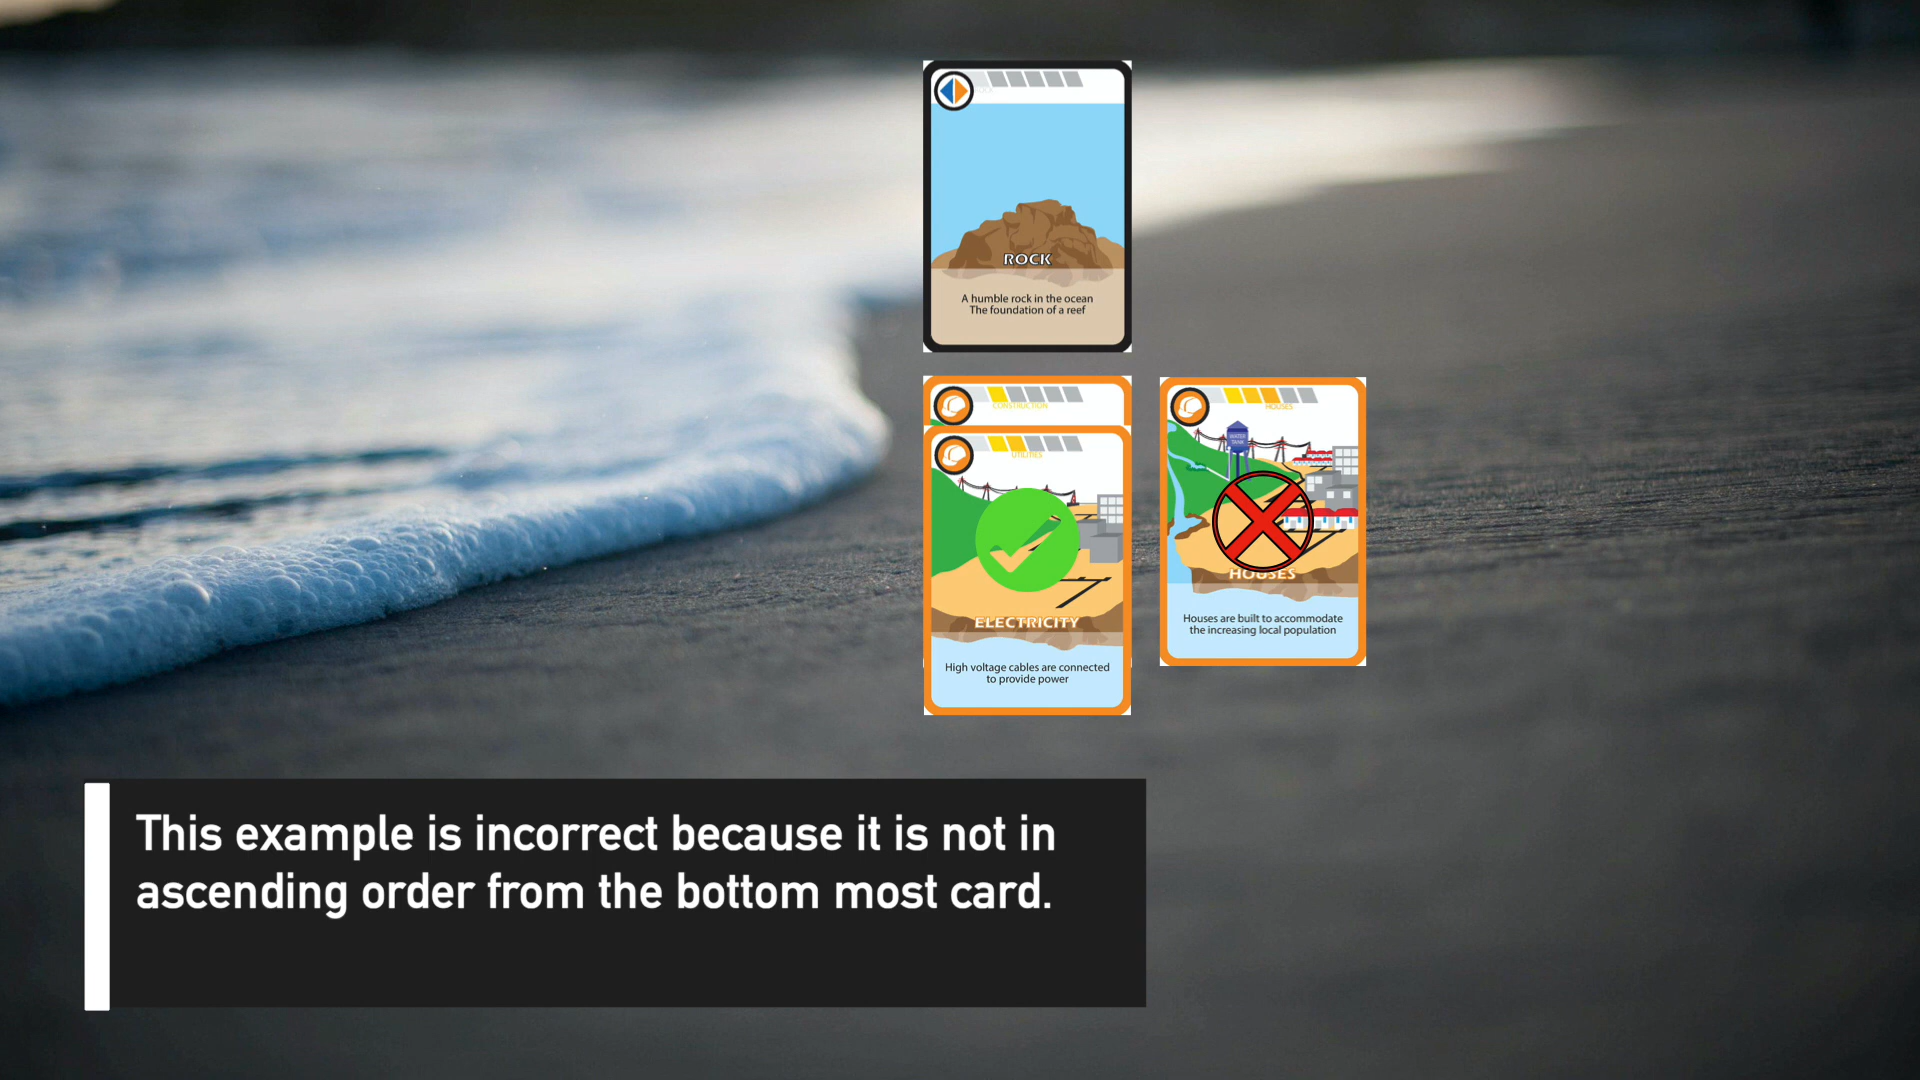 ROCK
A humble rock in the ocean
The foundation of a reef
CONSTRUCTION
UTILITIES
ELECTRICITY
High voltage cables are connected
to provide power
HOUSES
WATER
TANK
HOUSES
Houses are built to accommodate
the increasing local population
This example is incorrect because it is not in
ascending order from the bottom most card.